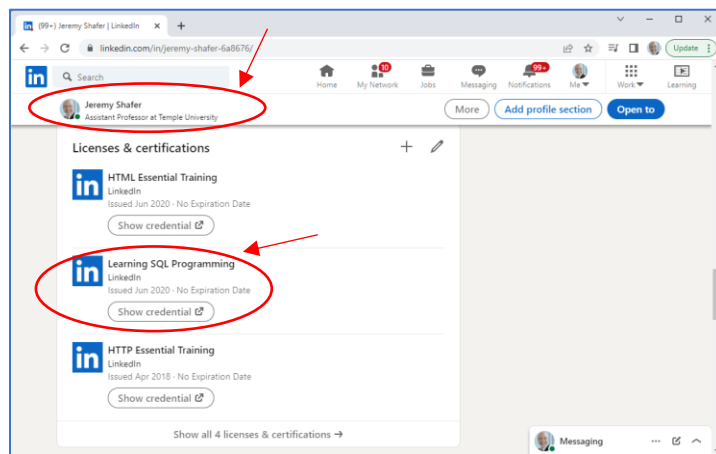 (99+) Jeremy Shafer | LinkedIn
linkedin.com/in/jeremy-shafer-6a8676/
Update
in
Search
10
99+
Home
My Network
Jobs
Messaging
Notifications
Me
Work
Learning
Jeremy Shafer
Assistant Professor at Temple University
More
Add profile section
Open to
Licenses & certifications
in
HTML Essential Training
LinkedIn
Issued Jun 2020 · No Expiration Date
Show credential
in
Learning SQL Programming
LinkedIn
Issued Jun 2020 · No Expiration Date
Show credential
in
HTTP Essential Training
LinkedIn
Issued Apr 2018 · No Expiration Date
Show credential
Show all 4 licenses & certifications →
Messaging